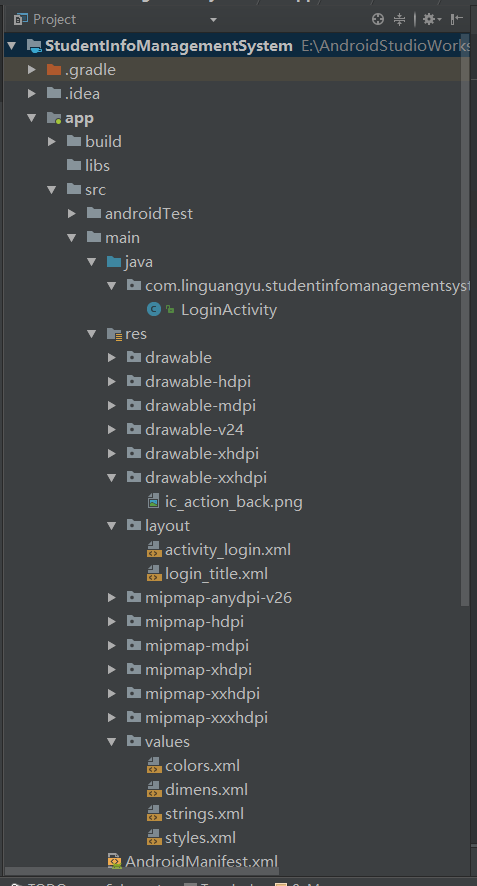 Project
StudentInfoManagementSystem E:\AndroidStudioWorks
.gradle
.idea
app
build
libs
src
androidTest
main
java
com.linguangyu.studentinfomanagementsyst
LoginActivity
res
drawable
drawable-hdpi
drawable-mdpi
drawable-v24
drawable-xhdpi
drawable-xxhdpi
ic_action_back.png
layout
activity_login.xml
login_title.xml
mipmap-anydpi-v26
mipmap-hdpi
mipmap-mdpi
mipmap-xhdpi
mipmap-xxhdpi
mipmap-xxxhdpi
values
colors.xml
dimens.xml
strings.xml
styles.xml
AndroidManifest.xml